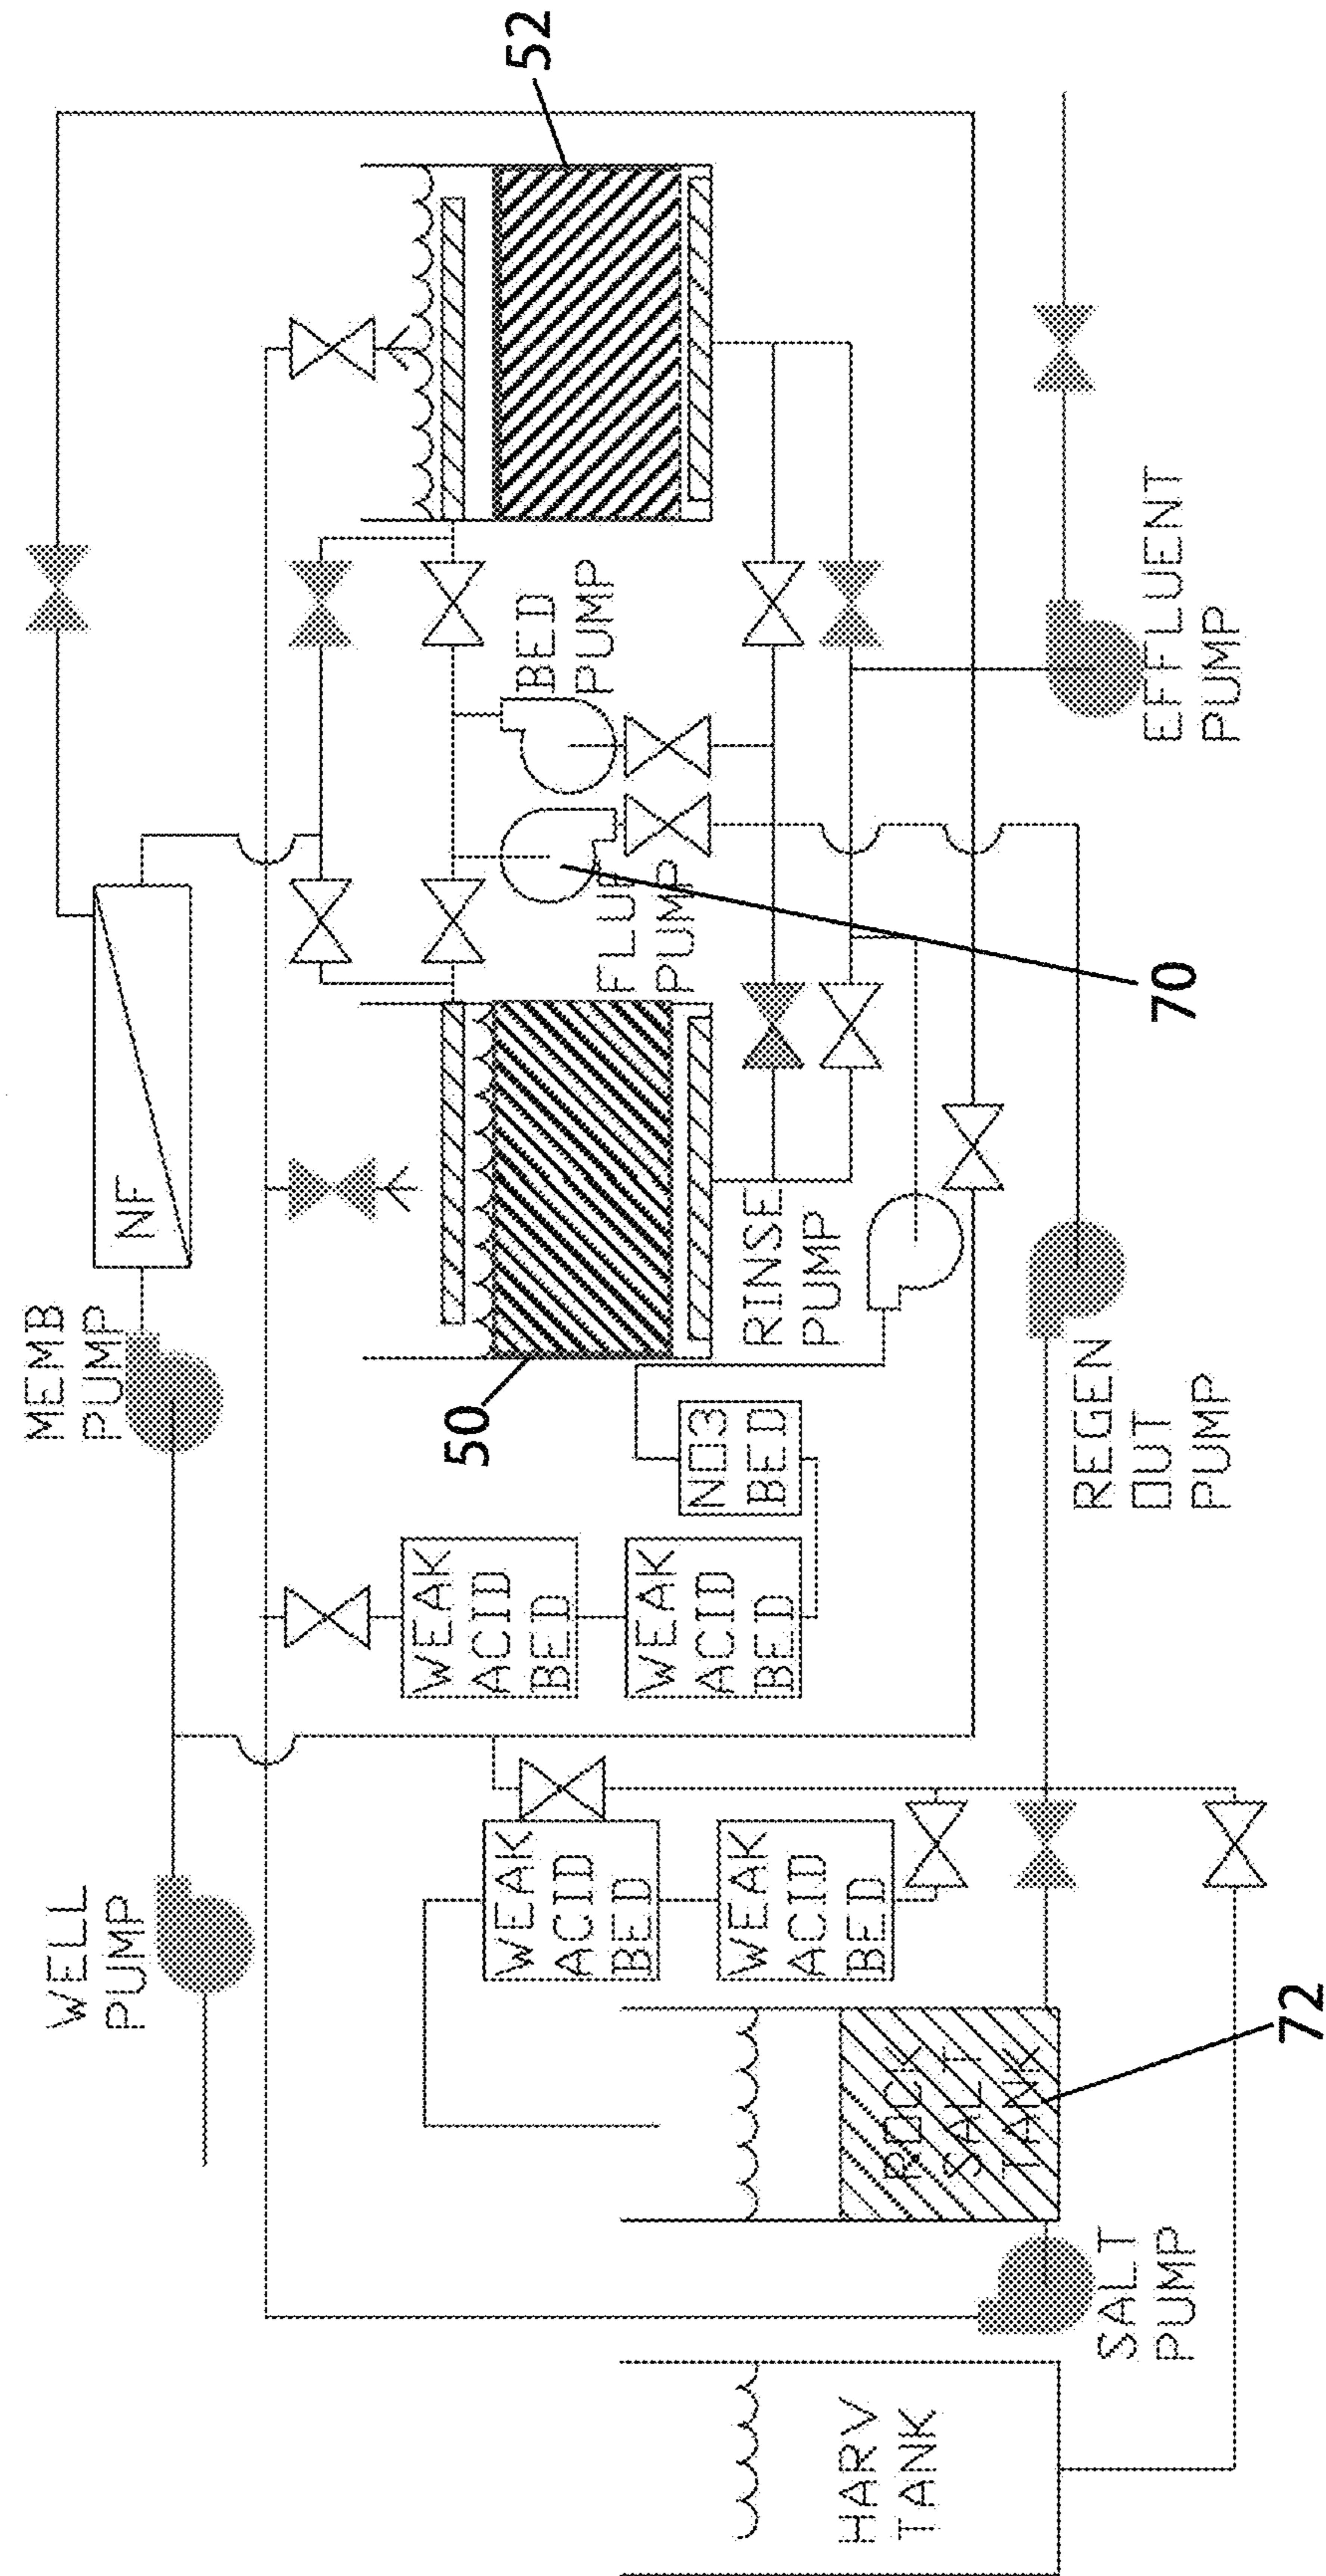 WELL
PUMP
MEMB
PUMP
NF
52
50
WEAK
ACID
BED
WEAK
ACID
BED
NO3
BED
WEAK
ACID
BED
WEAK
ACID
BED
FLUF
PUMP
BED
PUMP
RINSE
PUMP
70
HARV
TANK
SALT
PUMP
ROCK
SALT
TANK
72
REGEN
OUT
PUMP
EFFLUENT
PUMP